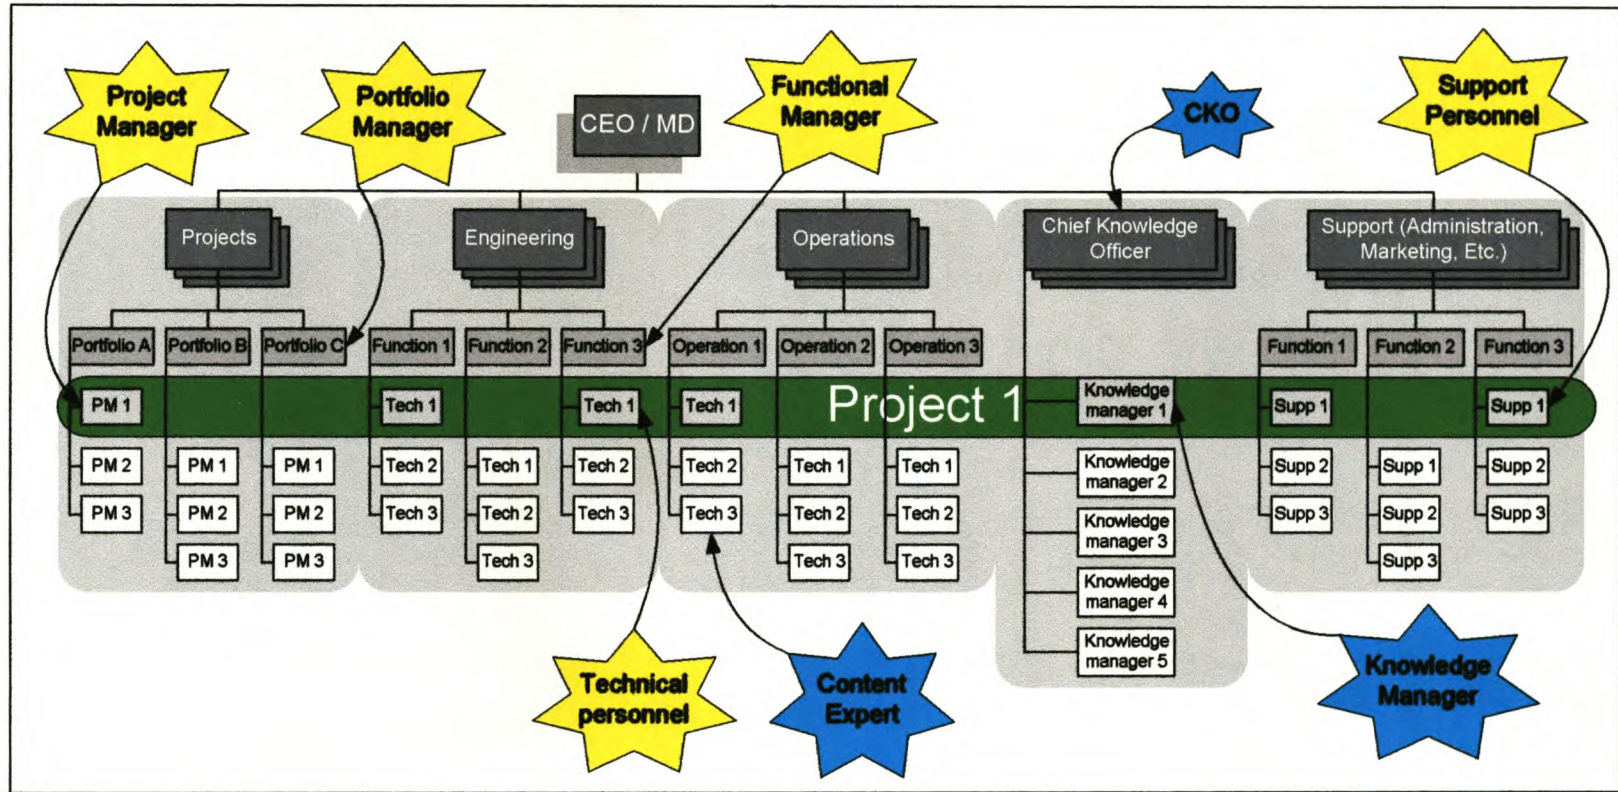 Project
Manager
Portfolio
Manager
Functional
Manager
CKO
Support
Personnel
CEO / MD
Projects
Engineering
Operations
Chief Knowledge
Officer
Support (Administration,
Marketing, Etc.)
Portfolio A
Portfolio B
Portfolio C
Function 1
Function 2
Function 3
Operation 1
Operation 2
Operation 3
Function 1
Function 2
Function 3
PM 1
Tech 1
Tech 1
Tech 1
Project 1
Knowledge
manager 1
Supp 1
Supp 1
PM 2
PM 1
PM 1
Tech 2
Tech 1
Tech 2
Tech 2
Tech 1
Tech 1
Knowledge
manager 2
Supp 2
Supp 1
Supp 2
PM 3
PM 2
PM 2
Tech 3
Tech 2
Tech 3
Tech 3
Tech 2
Tech 2
Knowledge
manager 3
Supp 3
Supp 2
Supp 3
PM 3
PM 3
Tech 3
Tech 3
Tech 3
Knowledge
manager 4
Supp 3
Knowledge
manager 5
Technical
personnel
Content
Expert
Knowledge
Manager